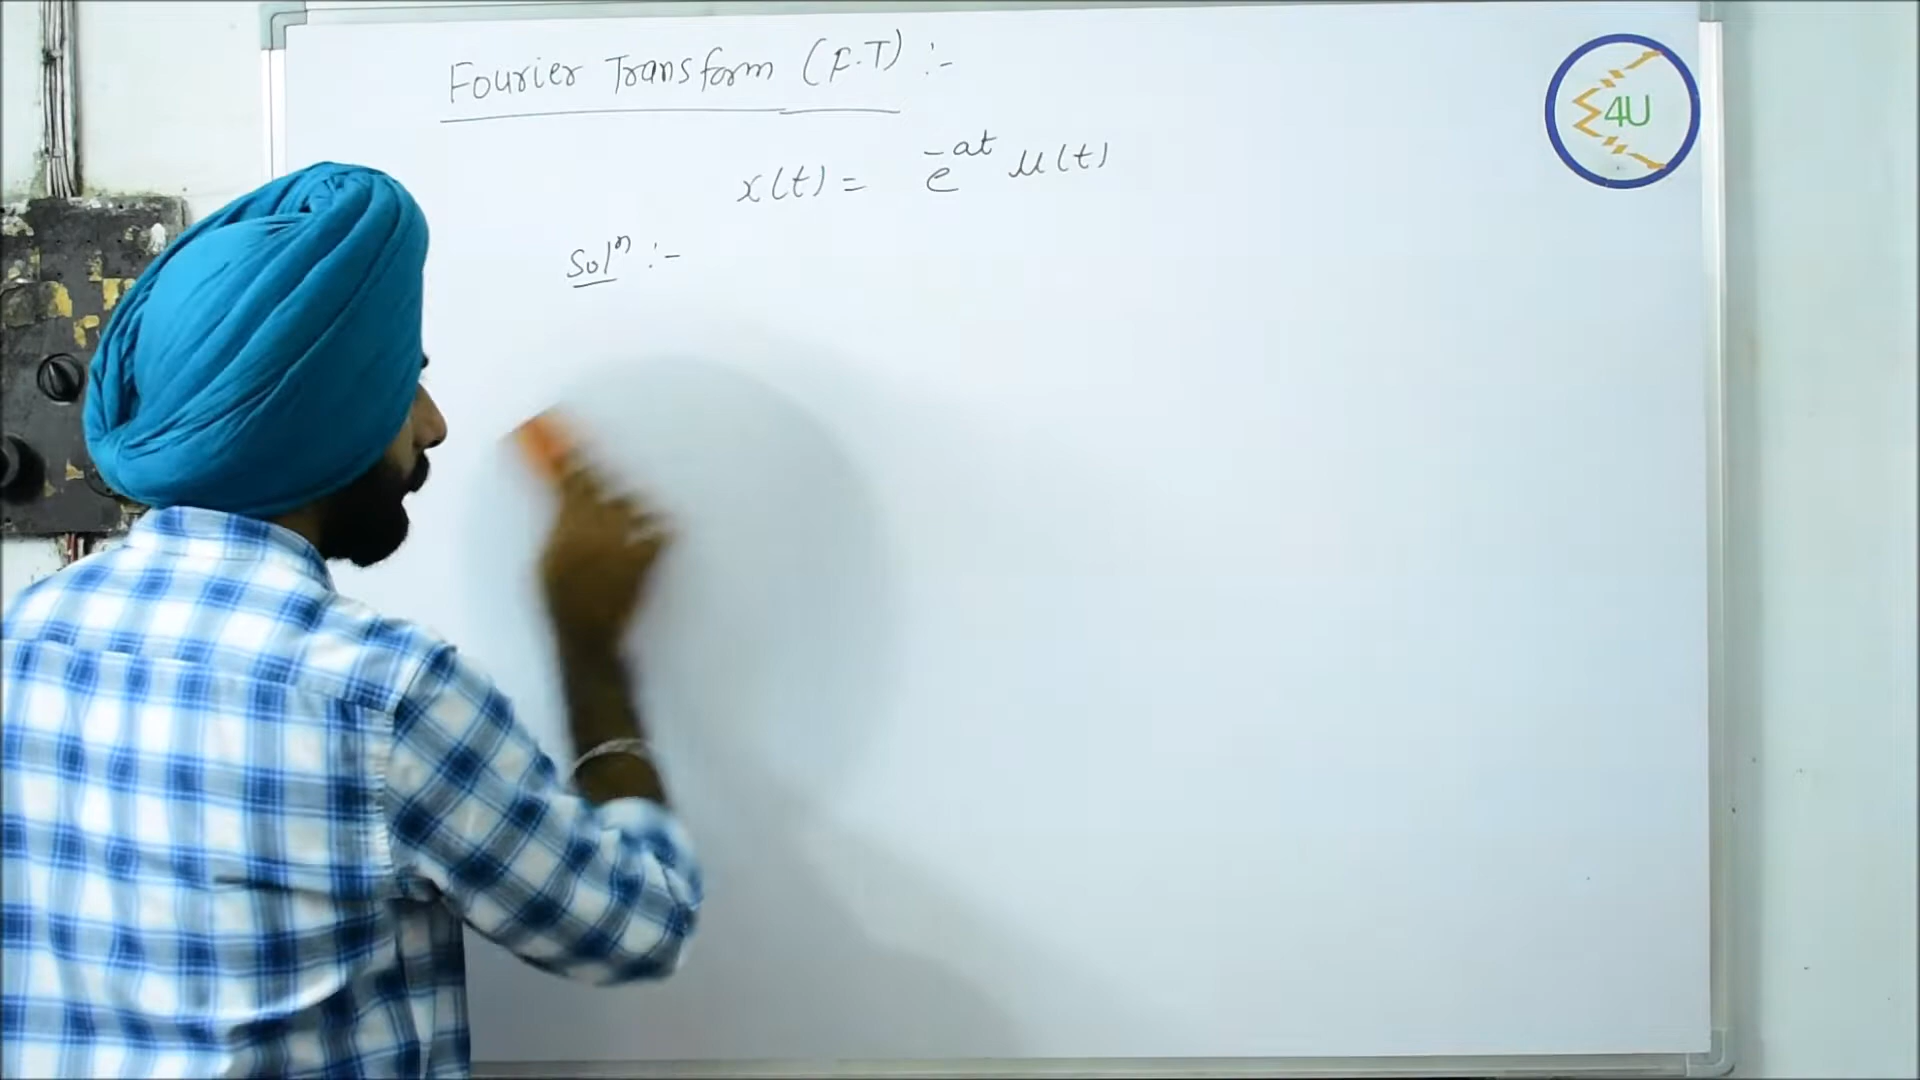 Fourier Transform (F.T) :-
x(t) = e^-at u(t)
Sol^n :-
4U